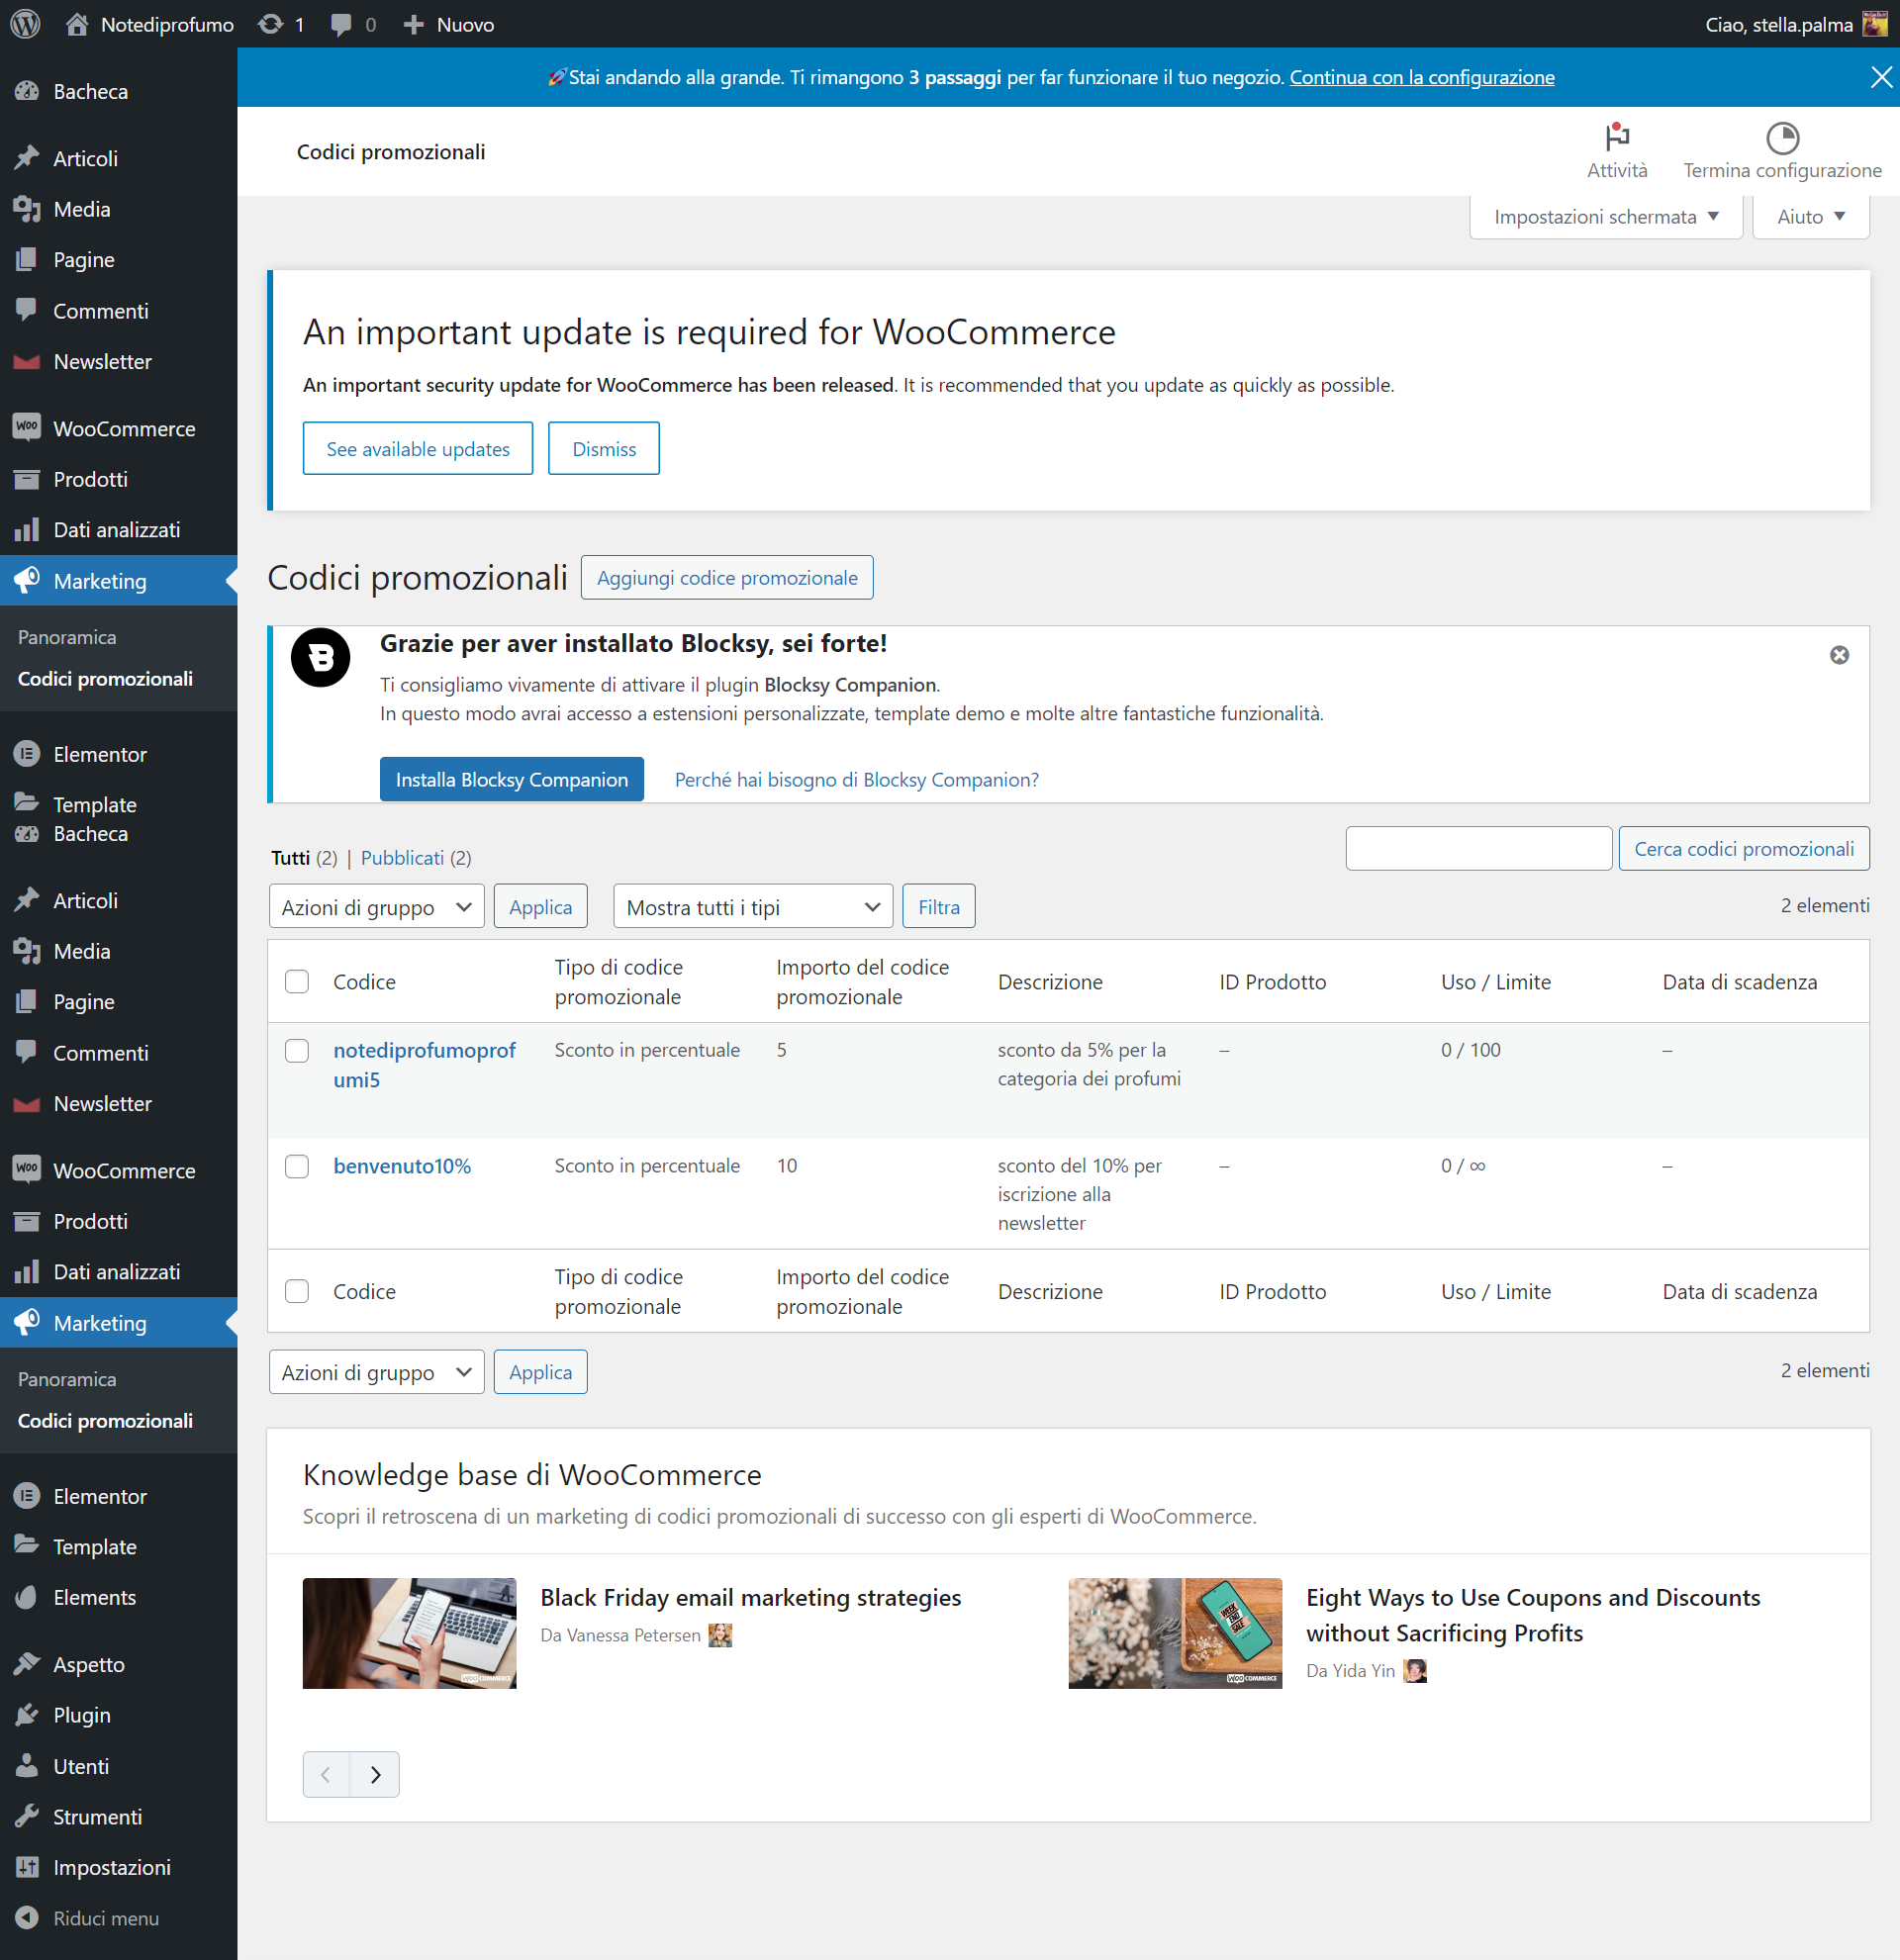 Notediprofumo
1
0
Nuovo
Ciao, stella.palma
Stai andando alla grande. Ti rimangono 3 passaggi per far funzionare il tuo negozio. Continua con la configurazione
Bacheca
Articoli
Media
Pagine
Commenti
Newsletter
WooCommerce
Prodotti
Dati analizzati
Marketing
Panoramica
Codici promozionali
Elementor
Template
Bacheca
Articoli
Media
Pagine
Commenti
Newsletter
WooCommerce
Prodotti
Dati analizzati
Marketing
Panoramica
Codici promozionali
Elementor
Template
Elements
Aspetto
Plugin
Utenti
Strumenti
Impostazioni
Riduci menu
Codici promozionali
Attività
Termina configurazione
Impostazioni schermata
Aiuto
An important update is required for WooCommerce
An important security update for WooCommerce has been released. It is recommended that you update as quickly as possible.
See available updates
Dismiss
Codici promozionali
Aggiungi codice promozionale
Grazie per aver installato Blocksy, sei forte!
Ti consigliamo vivamente di attivare il plugin Blocksy Companion.
In questo modo avrai accesso a estensioni personalizzate, template demo e molte altre fantastiche funzionalità.
Installa Blocksy Companion
Perché hai bisogno di Blocksy Companion?
Tutti (2) | Pubblicati (2)
Cerca codici promozionali
Azioni di gruppo
Applica
Mostra tutti i tipi
Filtra
2 elementi
Codice
Tipo di codice
promozionale
Importo del codice
promozionale
Descrizione
ID Prodotto
Uso / Limite
Data di scadenza
notediprofumoprof
umi5
Sconto in percentuale
5
sconto da 5% per la
categoria dei profumi
–
0 / 100
–
benvenuto10%
Sconto in percentuale
10
sconto del 10% per
iscrizione alla
newsletter
–
0 / ∞
–
Codice
Tipo di codice
promozionale
Importo del codice
promozionale
Descrizione
ID Prodotto
Uso / Limite
Data di scadenza
Azioni di gruppo
Applica
2 elementi
Knowledge base di WooCommerce
Scopri il retroscena di un marketing di codici promozionali di successo con gli esperti di WooCommerce.
WOO COMMERCE
Black Friday email marketing strategies
Da Vanessa Petersen
WEEK
END
SALE
WOO COMMERCE
Eight Ways to Use Coupons and Discounts
without Sacrificing Profits
Da Yida Yin